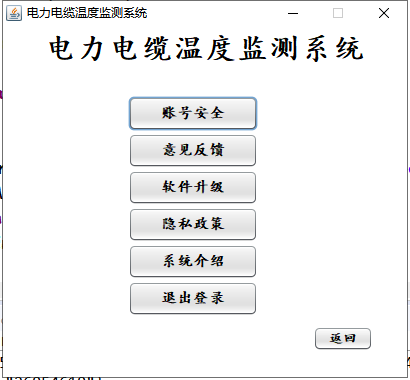 电力电缆温度监测系统
电力电缆温度监测系统
账号安全
意见反馈
软件升级
隐私政策
系统介绍
退出登录
返回